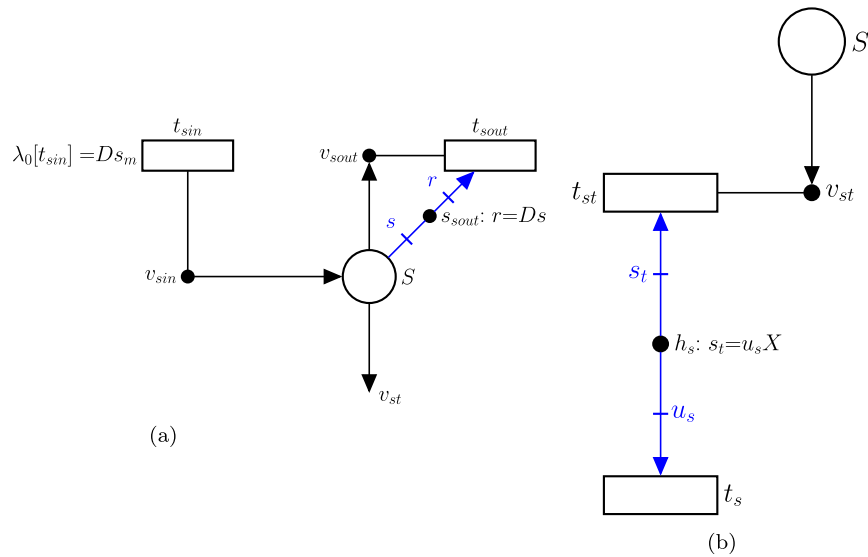 S
t_{sin}
t_{sout}
λ_0[t_{sin}] =Ds_m
v_{sout}
r
t_{st}
v_{st}
s
s_{sout}: r=Ds
v_{sin}
S
s_t
h_s: s_t=u_sX
v_{st}
u_s
(a)
t_s
(b)